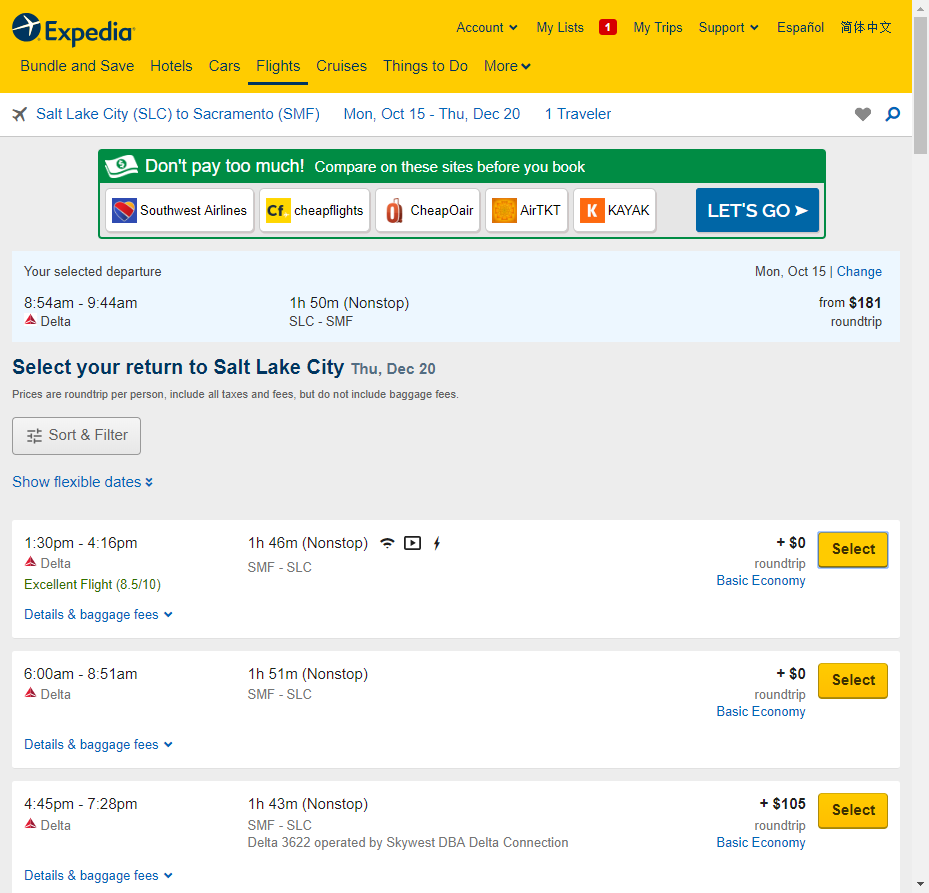 Expedia
Account My Lists 1 My Trips Support Español 简体中文
Bundle and Save Hotels Cars Flights Cruises Things to Do More
Salt Lake City (SLC) to Sacramento (SMF) Mon, Oct 15 - Thu, Dec 20 1 Traveler
Don't pay too much! Compare on these sites before you book
Southwest Airlines Cf. cheapflights CheapOair AirTKT K KAYAK LET'S GO ➤
Your selected departure Mon, Oct 15 | Change
8:54am - 9:44am 1h 50m (Nonstop) from $181
Delta SLC - SMF roundtrip
Select your return to Salt Lake City Thu, Dec 20
Prices are roundtrip per person, include all taxes and fees, but do not include baggage fees.
Sort & Filter
Show flexible dates
1:30pm - 4:16pm 1h 46m (Nonstop) + $0 Select
Delta SMF - SLC roundtrip
Excellent Flight (8.5/10) Basic Economy
Details & baggage fees
6:00am - 8:51am 1h 51m (Nonstop) + $0 Select
Delta SMF - SLC roundtrip
Basic Economy
Details & baggage fees
4:45pm - 7:28pm 1h 43m (Nonstop) + $105 Select
Delta SMF - SLC roundtrip
Delta 3622 operated by Skywest DBA Delta Connection Basic Economy
Details & baggage fees